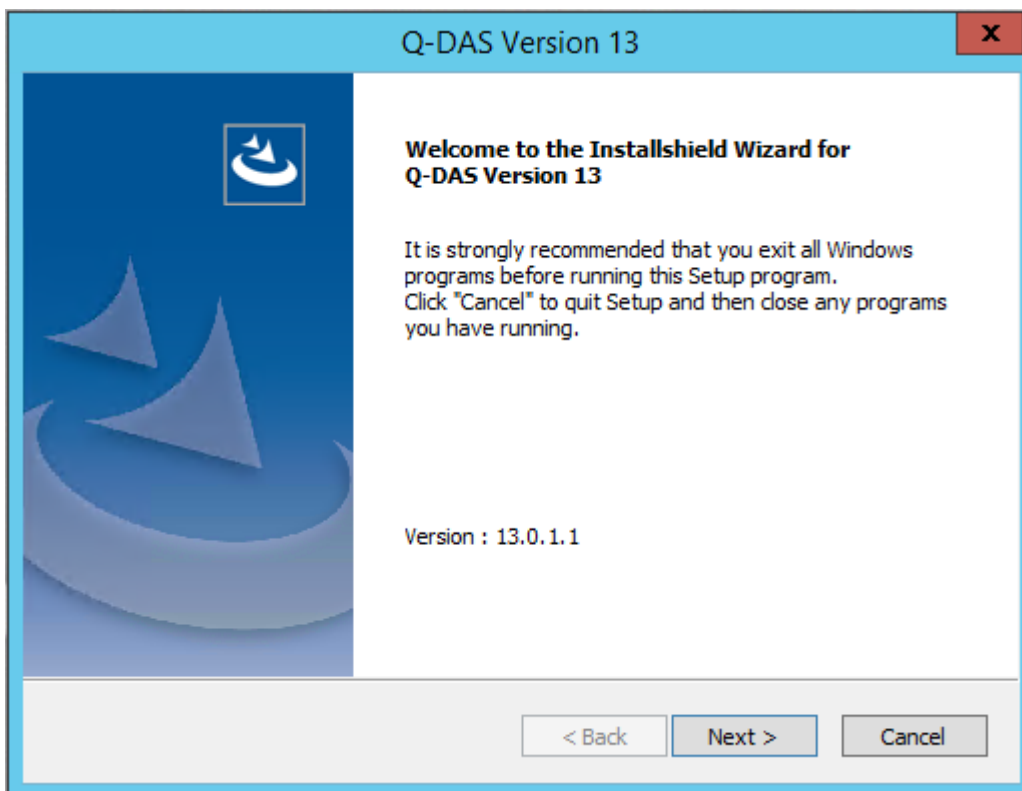 Q-DAS Version 13
x
Welcome to the Installshield Wizard for
Q-DAS Version 13
It is strongly recommended that you exit all Windows
programs before running this Setup program.
Click "Cancel" to quit Setup and then close any programs
you have running.
Version : 13.0.1.1
< Back
Next >
Cancel